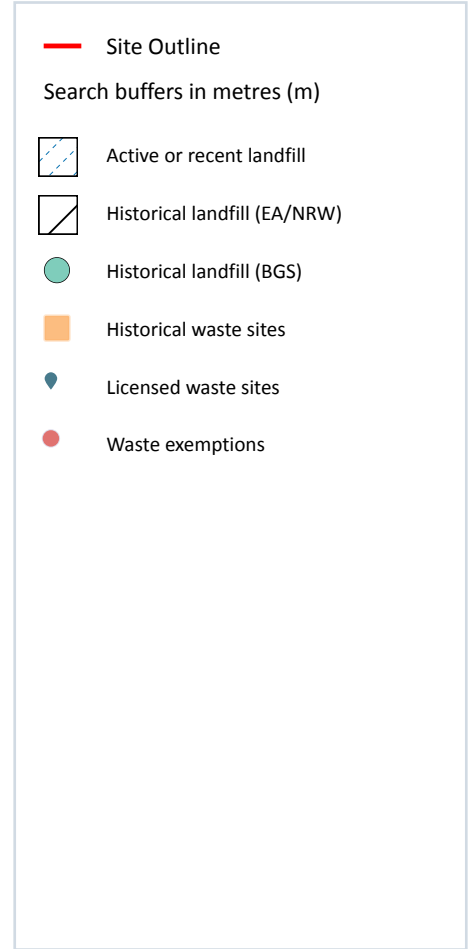 Site Outline
Search buffers in metres (m)
Active or recent landfill
Historical landfill (EA/NRW)
Historical landfill (BGS)
Historical waste sites
Licensed waste sites
Waste exemptions